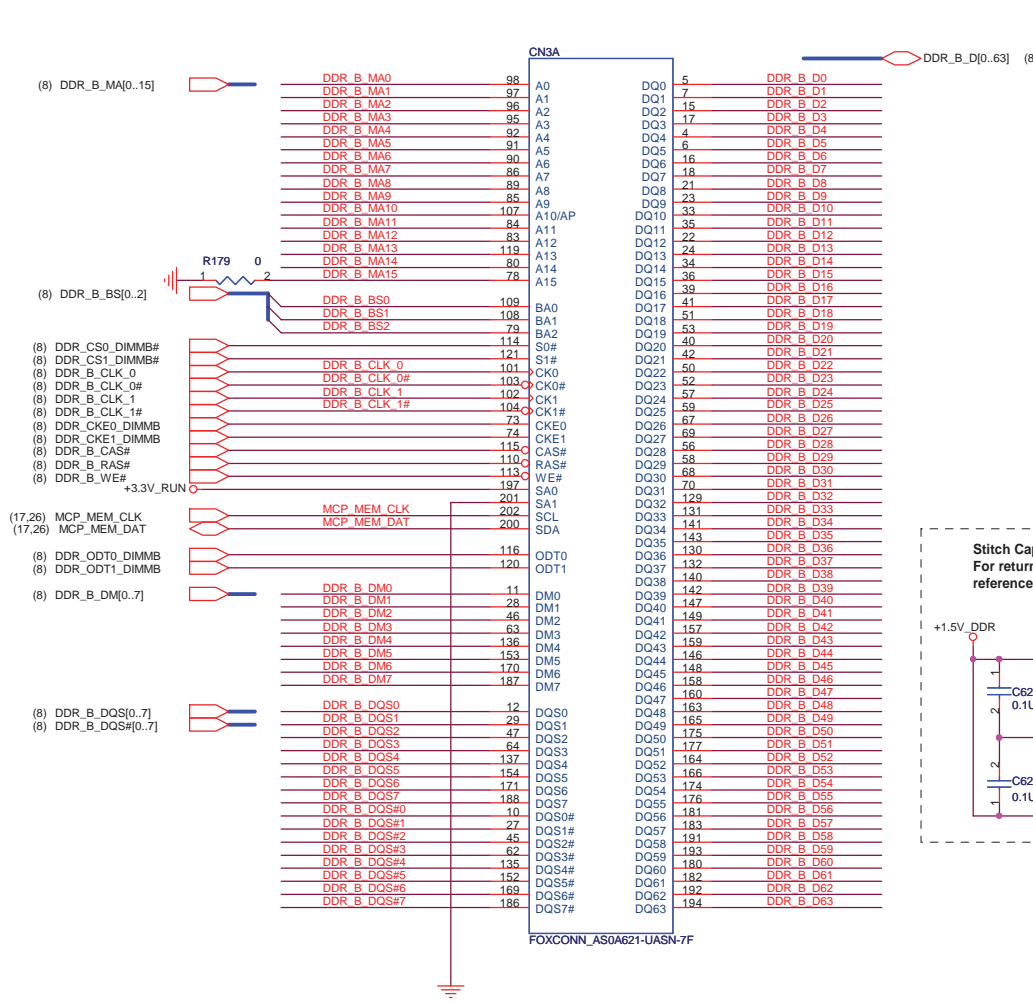 CN3A
DDR_B_D[0..63] (8
(8) DDR_B_MA[0..15]
DDR_B_MA0 98 A0 DQ0 5 DDR_B_D0
DDR_B_MA1 97 A1 DQ1 7 DDR_B_D1
DDR_B_MA2 96 A2 DQ2 15 DDR_B_D2
DDR_B_MA3 95 A3 DQ3 17 DDR_B_D3
DDR_B_MA4 92 A4 DQ4 4 DDR_B_D4
DDR_B_MA5 91 A5 DQ5 6 DDR_B_D5
DDR_B_MA6 90 A6 DQ6 16 DDR_B_D6
DDR_B_MA7 86 A7 DQ7 18 DDR_B_D7
DDR_B_MA8 89 A8 DQ8 21 DDR_B_D8
DDR_B_MA9 85 A9 DQ9 23 DDR_B_D9
DDR_B_MA10 107 A10/AP DQ10 33 DDR_B_D10
DDR_B_MA11 84 A11 DQ11 35 DDR_B_D11
DDR_B_MA12 83 A12 DQ12 22 DDR_B_D12
DDR_B_MA13 119 A13 DQ13 24 DDR_B_D13
DDR_B_MA14 80 A14 DQ14 34 DDR_B_D14
DDR_B_MA15 78 A15 DQ15 36 DDR_B_D15
R179 0
1 2
DQ16 39 DDR_B_D16
(8) DDR_B_BS[0..2]
DDR_B_BS0 109 BA0 DQ17 41 DDR_B_D17
DDR_B_BS1 108 BA1 DQ18 51 DDR_B_D18
DDR_B_BS2 79 BA2 DQ19 53 DDR_B_D19
(8) DDR_CS0_DIMMB# 114 S0# DQ20 40 DDR_B_D20
(8) DDR_CS1_DIMMB# 121 S1# DQ21 42 DDR_B_D21
(8) DDR_B_CLK_0 DDR_B_CLK_0 101 CK0 DQ22 50 DDR_B_D22
(8) DDR_B_CLK_0# DDR_B_CLK_0# 103 CK0# DQ23 52 DDR_B_D23
(8) DDR_B_CLK_1 DDR_B_CLK_1 102 CK1 DQ24 57 DDR_B_D24
(8) DDR_B_CLK_1# DDR_B_CLK_1# 104 CK1# DQ25 59 DDR_B_D25
(8) DDR_CKE0_DIMMB 73 CKE0 DQ26 67 DDR_B_D26
(8) DDR_CKE1_DIMMB 74 CKE1 DQ27 69 DDR_B_D27
(8) DDR_B_CAS# 115 CAS# DQ28 56 DDR_B_D28
(8) DDR_B_RAS# 110 RAS# DQ29 58 DDR_B_D29
(8) DDR_B_WE# 113 WE# DQ30 68 DDR_B_D30
+3.3V_RUN 197 SA0 DQ31 70 DDR_B_D31
201 SA1 DQ32 129 DDR_B_D32
(17,26) MCP_MEM_CLK MCP_MEM_CLK 202 SCL DQ33 131 DDR_B_D33
(17,26) MCP_MEM_DAT MCP_MEM_DAT 200 SDA DQ34 141 DDR_B_D34
DQ35 143 DDR_B_D35
(8) DDR_ODT0_DIMMB 116 ODT0 DQ36 130 DDR_B_D36
(8) DDR_ODT1_DIMMB 120 ODT1 DQ37 132 DDR_B_D37
DQ38 140 DDR_B_D38
(8) DDR_B_DM[0..7]
DDR_B_DM0 11 DM0 DQ39 142 DDR_B_D39
DDR_B_DM1 28 DM1 DQ40 147 DDR_B_D40
DDR_B_DM2 46 DM2 DQ41 149 DDR_B_D41
DDR_B_DM3 63 DM3 DQ42 157 DDR_B_D42
DDR_B_DM4 136 DM4 DQ43 159 DDR_B_D43
DDR_B_DM5 153 DM5 DQ44 146 DDR_B_D44
DDR_B_DM6 170 DM6 DQ45 148 DDR_B_D45
DDR_B_DM7 187 DM7 DQ46 158 DDR_B_D46
DQ47 160 DDR_B_D47
(8) DDR_B_DQS[0..7]
(8) DDR_B_DQS#[0..7]
DDR_B_DQS0 12 DQS0 DQ48 163 DDR_B_D48
DDR_B_DQS1 29 DQS1 DQ49 165 DDR_B_D49
DDR_B_DQS2 47 DQS2 DQ50 175 DDR_B_D50
DDR_B_DQS3 64 DQS3 DQ51 177 DDR_B_D51
DDR_B_DQS4 137 DQS4 DQ52 164 DDR_B_D52
DDR_B_DQS5 154 DQS5 DQ53 166 DDR_B_D53
DDR_B_DQS6 171 DQS6 DQ54 174 DDR_B_D54
DDR_B_DQS7 188 DQS7 DQ55 176 DDR_B_D55
DDR_B_DQS#0 10 DQS0# DQ56 181 DDR_B_D56
DDR_B_DQS#1 27 DQS1# DQ57 183 DDR_B_D57
DDR_B_DQS#2 45 DQS2# DQ58 191 DDR_B_D58
DDR_B_DQS#3 62 DQS3# DQ59 193 DDR_B_D59
DDR_B_DQS#4 135 DQS4# DQ60 180 DDR_B_D60
DDR_B_DQS#5 152 DQS5# DQ61 182 DDR_B_D61
DDR_B_DQS#6 169 DQS6# DQ62 192 DDR_B_D62
DDR_B_DQS#7 186 DQS7# DQ63 194 DDR_B_D63
FOXCONN_AS0A621-UASN-7F
Stitch Ca
For return
reference
+1.5V_DDR
1
C62
0.1U
2
2
C62
0.1U
1